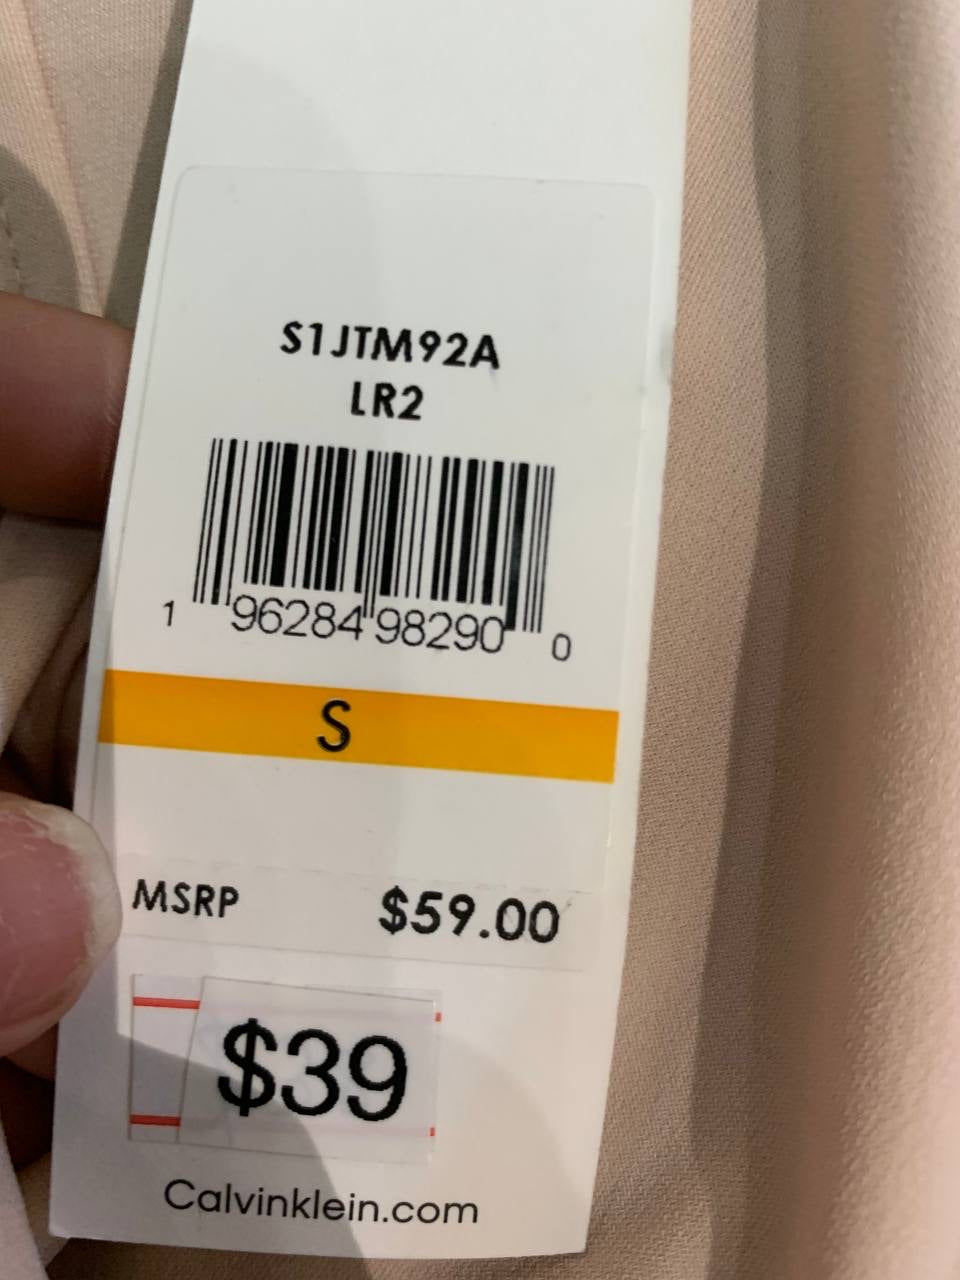 S1JTM92A
LR2
1 96284 98290 0
S
MSRP $59.00
$39
Calvinklein.com